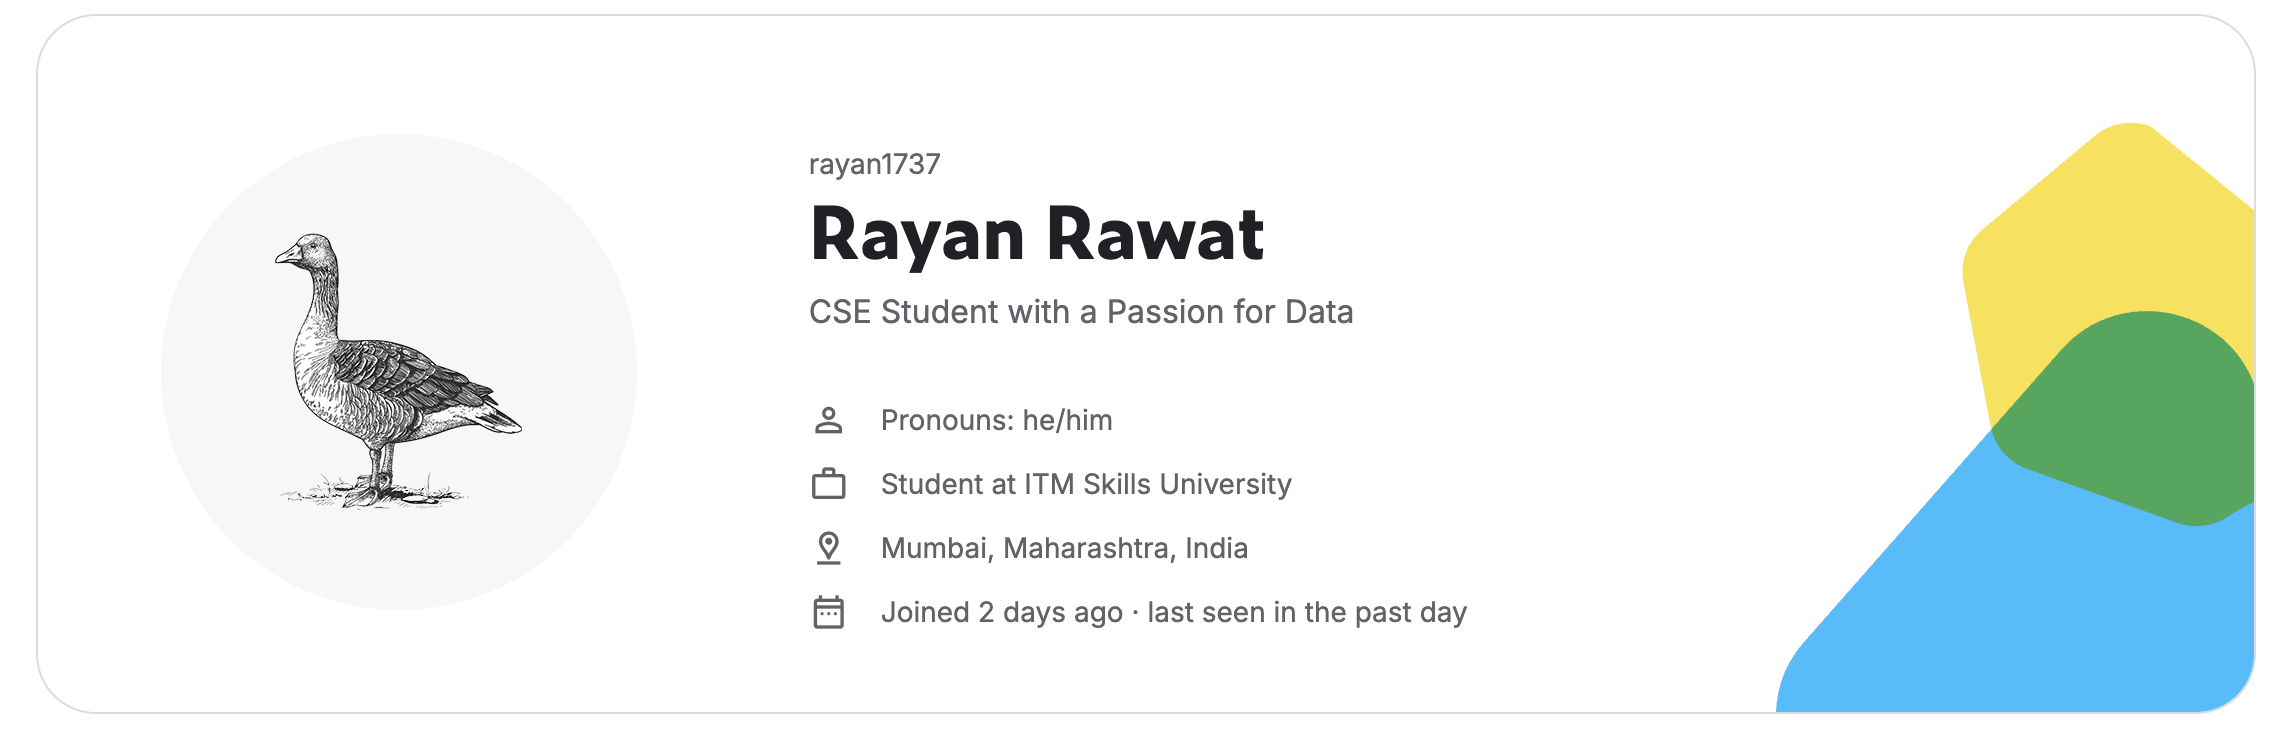 rayan1737
Rayan Rawat
CSE Student with a Passion for Data
Pronouns: he/him
Student at ITM Skills University
Mumbai, Maharashtra, India
Joined 2 days ago · last seen in the past day